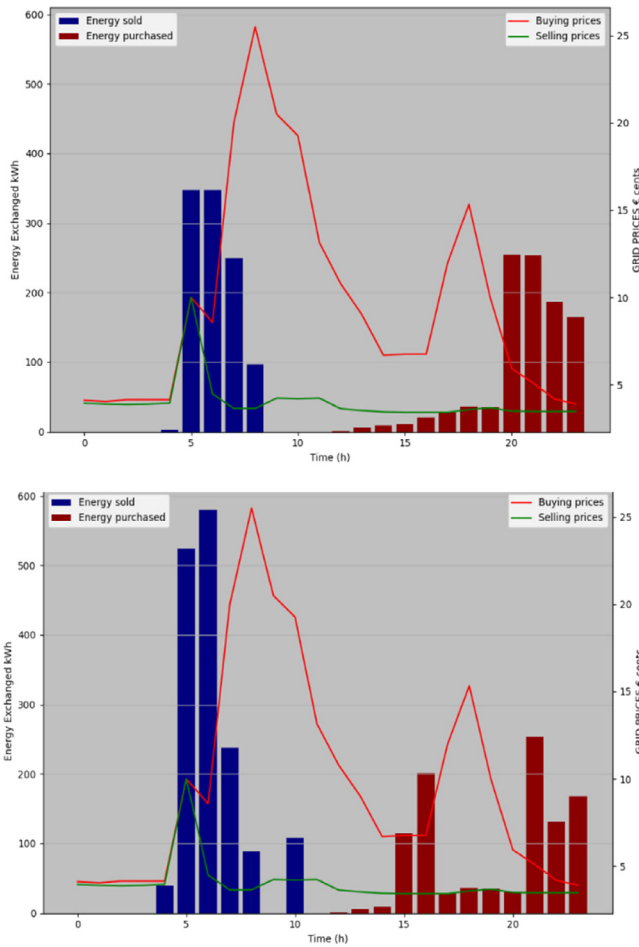 600
Energy sold
Energy purchased
Buying prices
Selling prices
25
500
20
400
15
300
200
10
100
5
0
Energy Exchanged kWh
GRID PRICES € cents
0
5
10
15
20
Time (h)
600
Energy sold
Energy purchased
Buying prices
Selling prices
25
500
20
400
15
300
200
10
100
5
0
Energy Exchanged kWh
GRID PRICES € cents
0
5
10
15
20
Time (h)